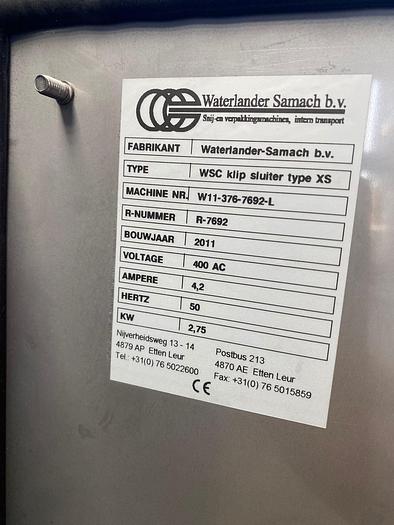 Waterlander Samach b.v.
Snij-en verpakkingsmachines, intern transport
FABRIKANT Waterlander-Samach b.v.
TYPE WSC klip sluiter type XS
MACHINE NR. W11-376-7692-L
R-NUMMER R-7692
BOUWJAAR 2011
VOLTAGE 400 AC
AMPERE 4,2
HERTZ 50
KW 2,75
Nijverheidsweg 13 - 14 Postbus 213
4879 AP Etten Leur 4870 AE Etten Leur
Tel.: +31(0) 76 5022600 Fax: +31(0) 76 5015859
CE